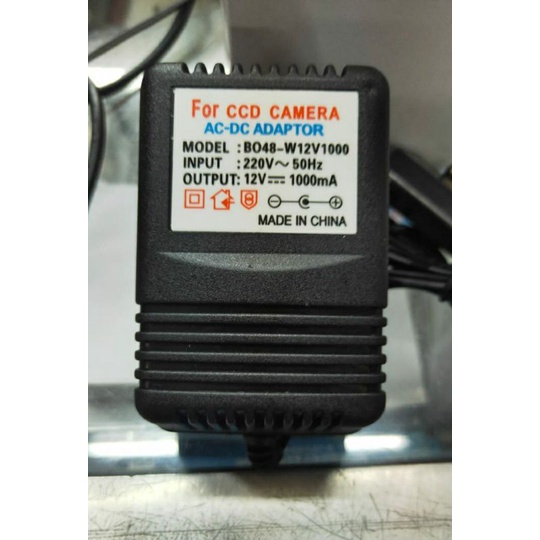 For CCD CAMERA
AC-DC ADAPTOR
MODEL : BO48-W12V1000
INPUT : 220V～ 50Hz
OUTPUT: 12V⎓ 1000mA
MADE IN CHINA